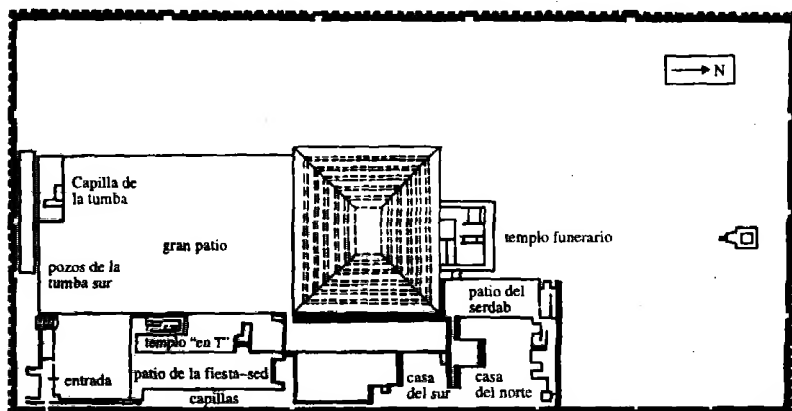 N
Capilla de
la tumba
gran patio
templo funerario
pozos de la
tumba sur
patio del
serdab
templo "en T"
entrada
patio de la fiesta-sed
capillas
casa
del sur
casa
del norte